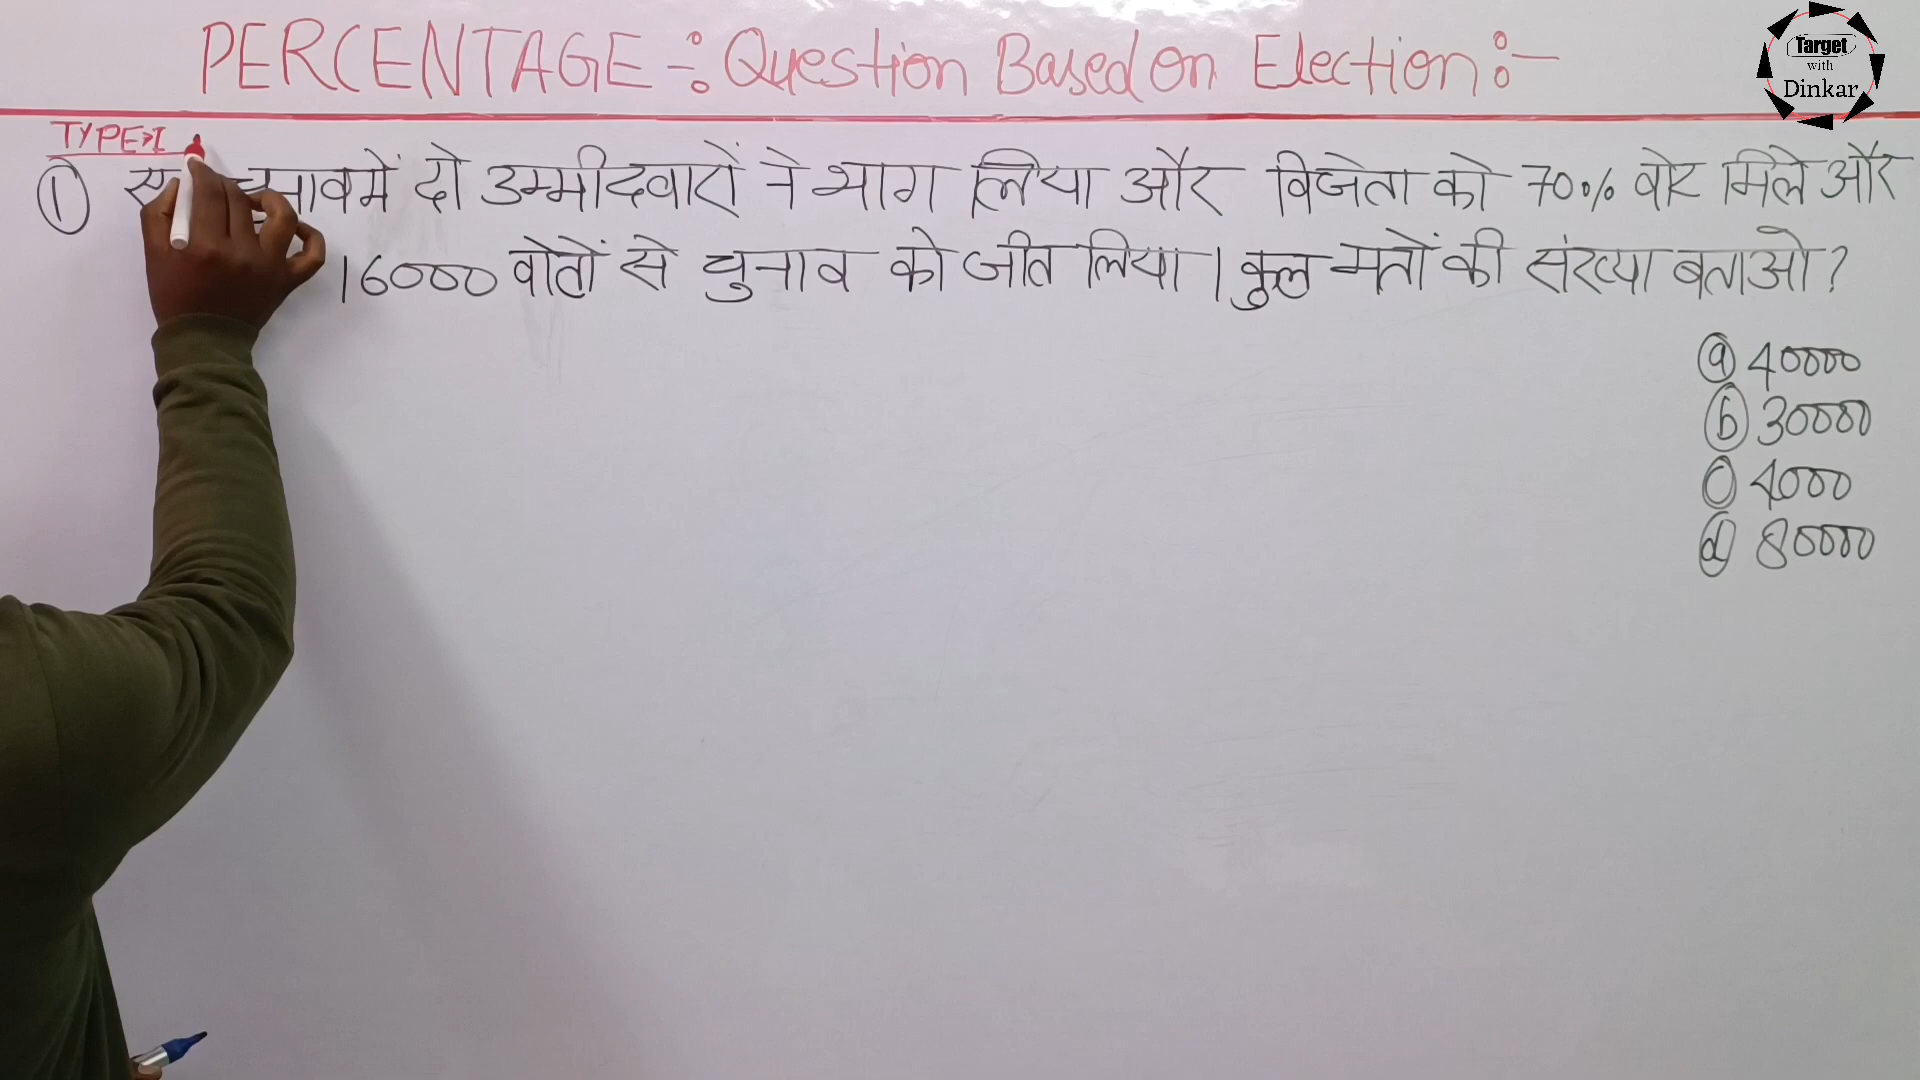 PERCENTAGE -: Question Based on Election :-
Target
with
Dinkar
TYPE>I
① में दो उम्मीदवारों ने भाग लिया और विजेता को 70% वोट मिले और
16000 वोतों से चुनाव को जीत लिया। कुल मतों की संख्या बताओ?
ⓐ 40000
ⓑ 30000
ⓒ 4000
ⓓ 80000